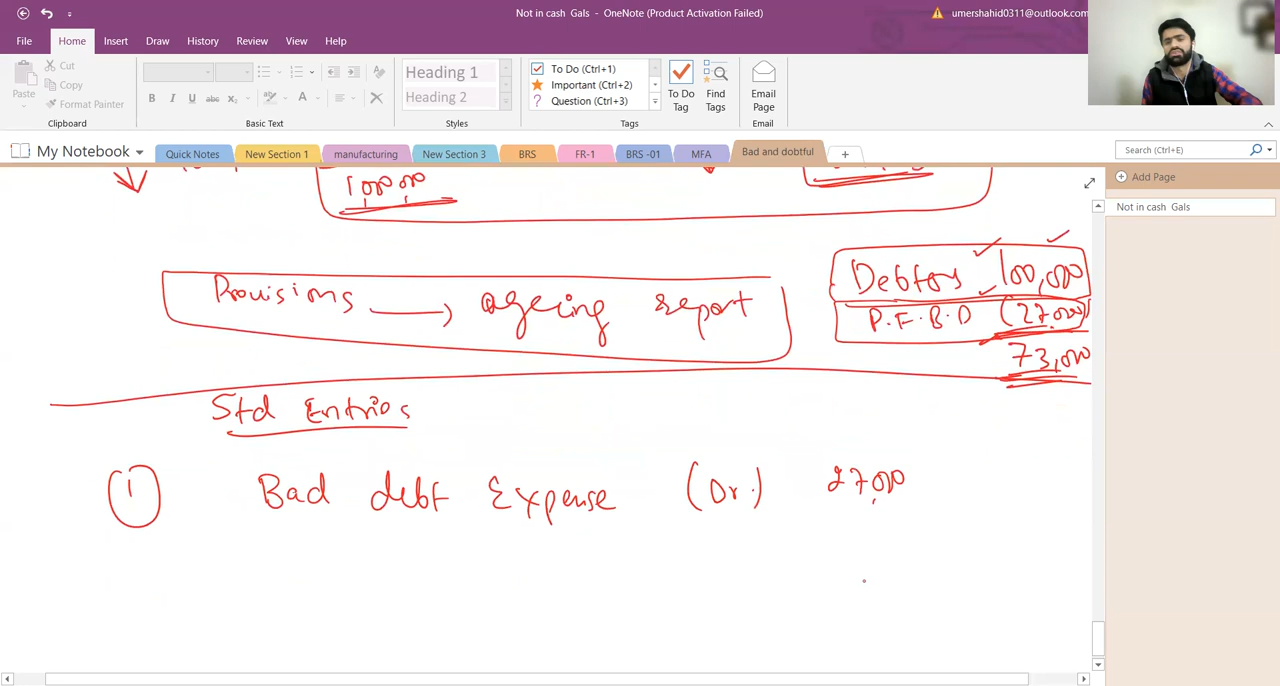 Not in cash Gals - OneNote (Product Activation Failed)
umershahid0311@outlook.com
File Home Insert Draw History Review View Help
Paste
Cut
Copy
Format Painter
Clipboard
B I U abc X₂ A
Basic Text
Heading 1
Heading 2
Styles
To Do (Ctrl+1)
Important (Ctrl+2)
Question (Ctrl+3)
To Do Tag
Find Tags
Tags
Email Page
Email
My Notebook
Quick Notes New Section 1 manufacturing New Section 3 BRS FR-1 BRS -01 MFA Bad and doubtful
Search (Ctrl+E)
Add Page
Not in cash Gals
Provisions → ageing report
Debtors 100,000
P.F.B.D (27,000)
73,000
Std Entries
1 Bad debt Expense (Dr.) 27,000